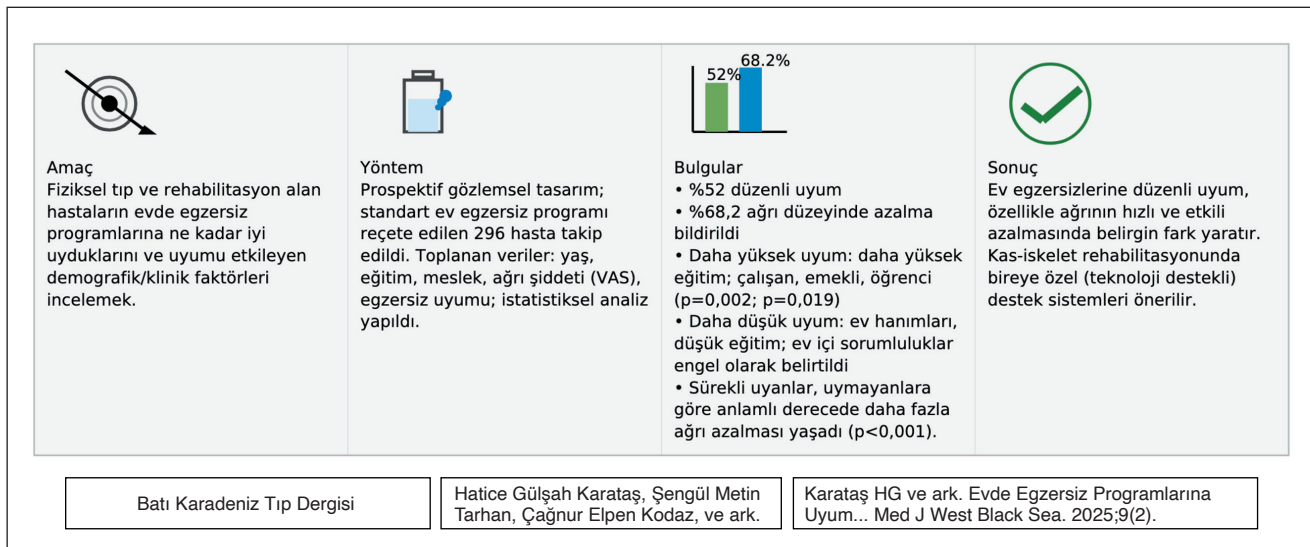 Amaç
Fiziksel tıp ve rehabilitasyon alan
hastaların evde egzersiz
programlarına ne kadar iyi
uyduklarını ve uyumu etkileyen
demografik/klinik faktörleri
incelemek.
Yöntem
Prospektif gözlemsel tasarım;
standart ev egzersiz programı
reçete edilen 296 hasta takip
edildi. Toplanan veriler: yaş,
eğitim, meslek, ağrı şiddeti (VAS),
egzersiz uyumu; istatistiksel analiz
yapıldı.
52%
68.2%
Bulgular
• %52 düzenli uyum
• %68,2 ağrı düzeyinde azalma
bildirildi
• Daha yüksek uyum: daha yüksek
eğitim; çalışan, emekli, öğrenci
(p=0,002; p=0,019)
• Daha düşük uyum: ev hanımları,
düşük eğitim; ev içi sorumluluklar
engel olarak belirtildi
• Sürekli uyanlar, uymayanlara
göre anlamlı derecede daha fazla
ağrı azalması yaşadı (p<0,001).
Sonuç
Ev egzersizlerine düzenli uyum,
özellikle ağrının hızlı ve etkili
azalmasında belirgin fark yaratır.
Kas-iskelet rehabilitasyonunda
bireye özel (teknoloji destekli)
destek sistemleri önerilir.
Batı Karadeniz Tıp Dergisi
Hatice Gülşah Karataş, Şengül Metin
Tarhan, Çağnur Elpen Kodaz, ve ark.
Karataş HG ve ark. Evde Egzersiz Programlarına
Uyum... Med J West Black Sea. 2025;9(2).